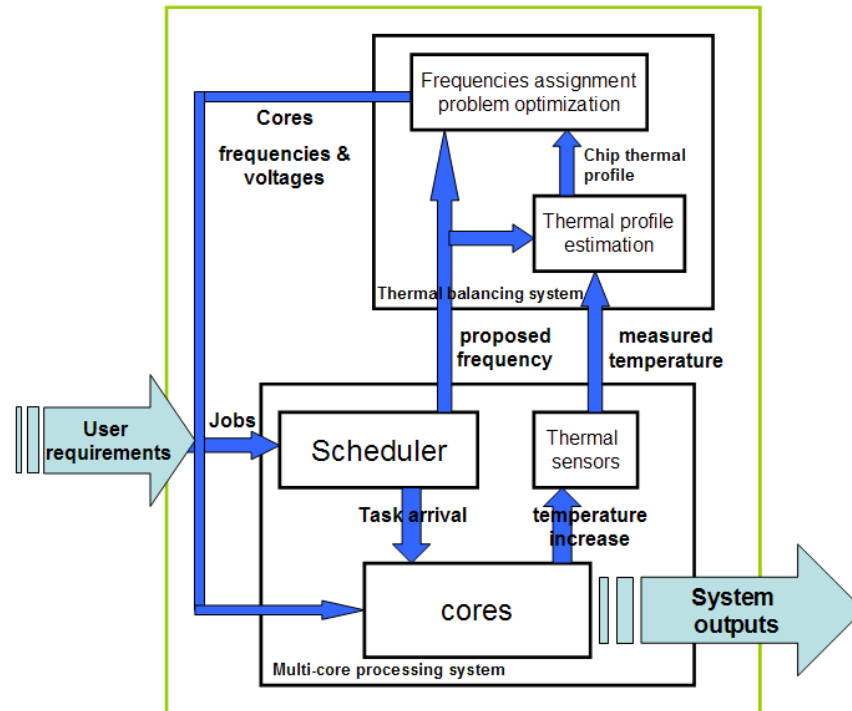 Frequencies assignment
problem optimization
Cores
frequencies &
voltages
Chip thermal
profile
Thermal profile
estimation
Thermal balancing system
proposed
frequency
measured
temperature
User
requirements
Jobs
Scheduler
Thermal
sensors
Task arrival
temperature
increase
cores
System
outputs
Multi-core processing system